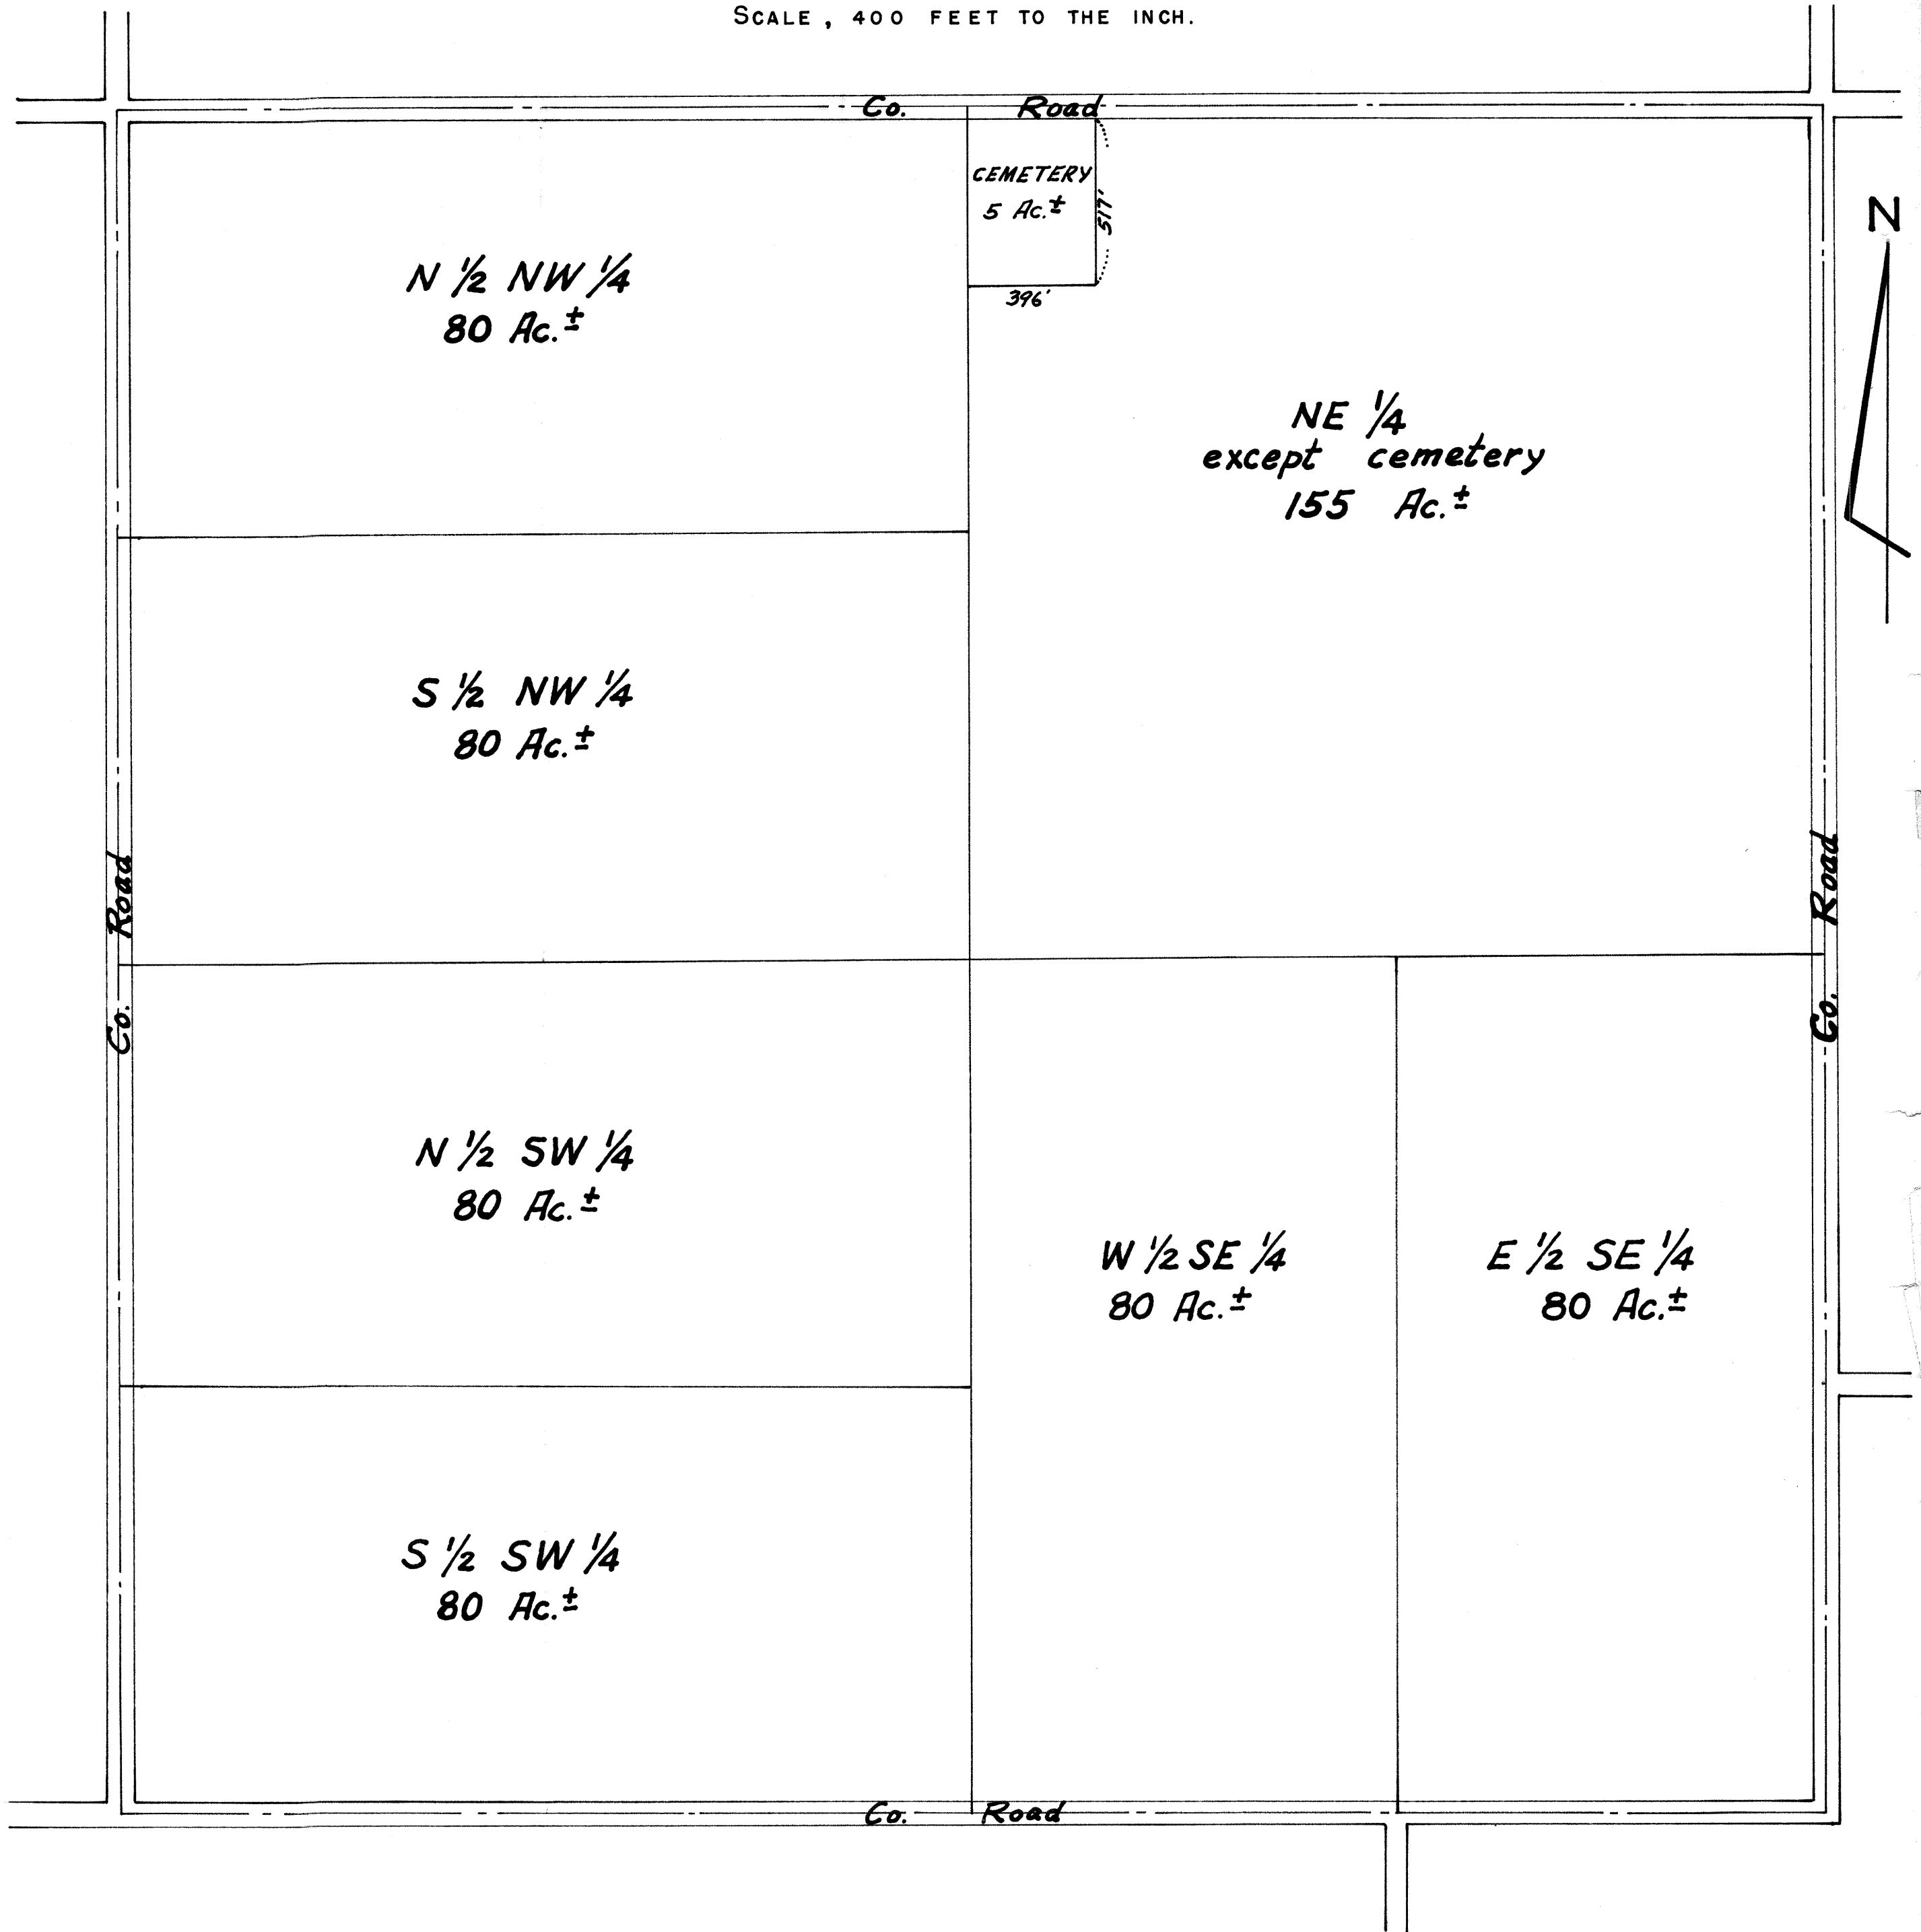 SCALE, 400 FEET TO THE INCH.
Co. Road
CEMETERY
5 Ac.±
517'
396'
N
N ½ NW ¼
80 Ac.±
NE ¼
except cemetery
155 Ac.±
S ½ NW ¼
80 Ac.±
Co. Road
Co. Road
N ½ SW ¼
80 Ac.±
W ½ SE ¼
80 Ac.±
E ½ SE ¼
80 Ac.±
S ½ SW ¼
80 Ac.±
Co. Road